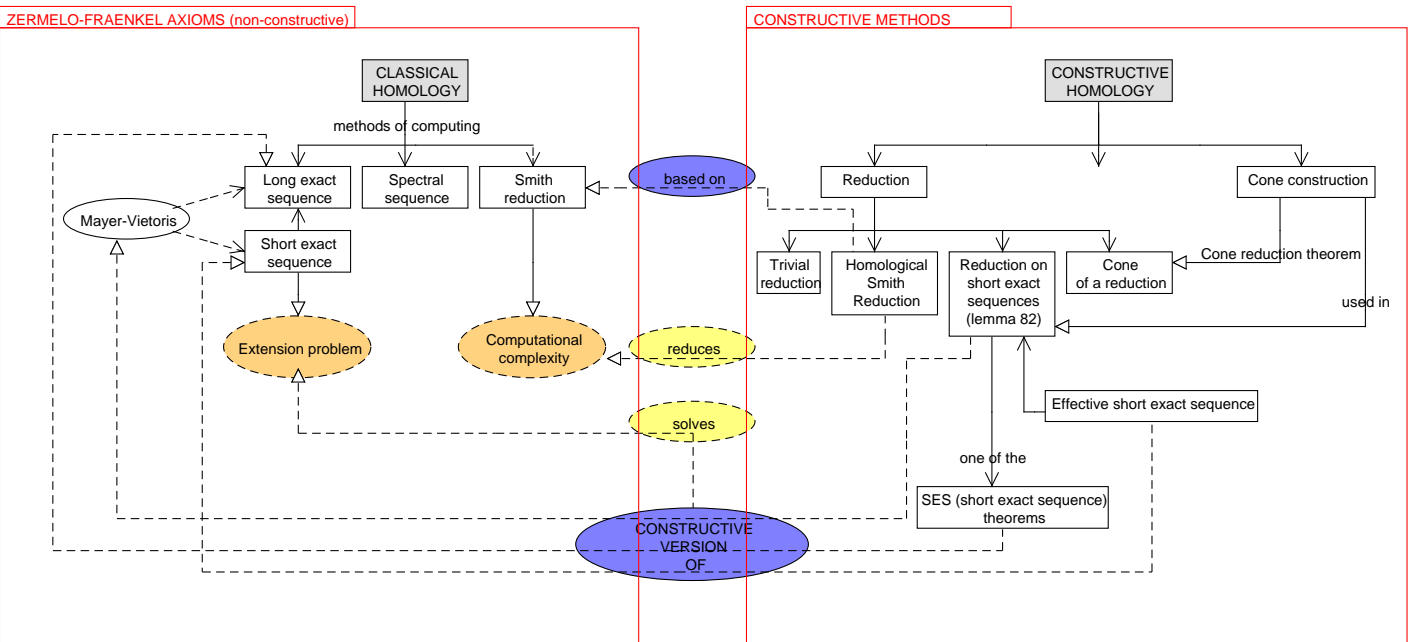 ZERMELO-FRAENKEL AXIOMS (non-constructive)
CONSTRUCTIVE METHODS
CLASSICAL
HOMOLOGY
CONSTRUCTIVE
HOMOLOGY
methods of computing
Long exact
sequence
Spectral
sequence
Smith
reduction
based on
Reduction
Cone construction
Mayer-Vietoris
Short exact
sequence
Trivial
reduction
Homological
Smith
Reduction
Reduction on
short exact
sequences
(lemma 82)
Cone
of a reduction
Cone reduction theorem
used in
Extension problem
Computational
complexity
reduces
solves
Effective short exact sequence
one of the
SES (short exact sequence)
theorems
CONSTRUCTIVE
VERSION
OF